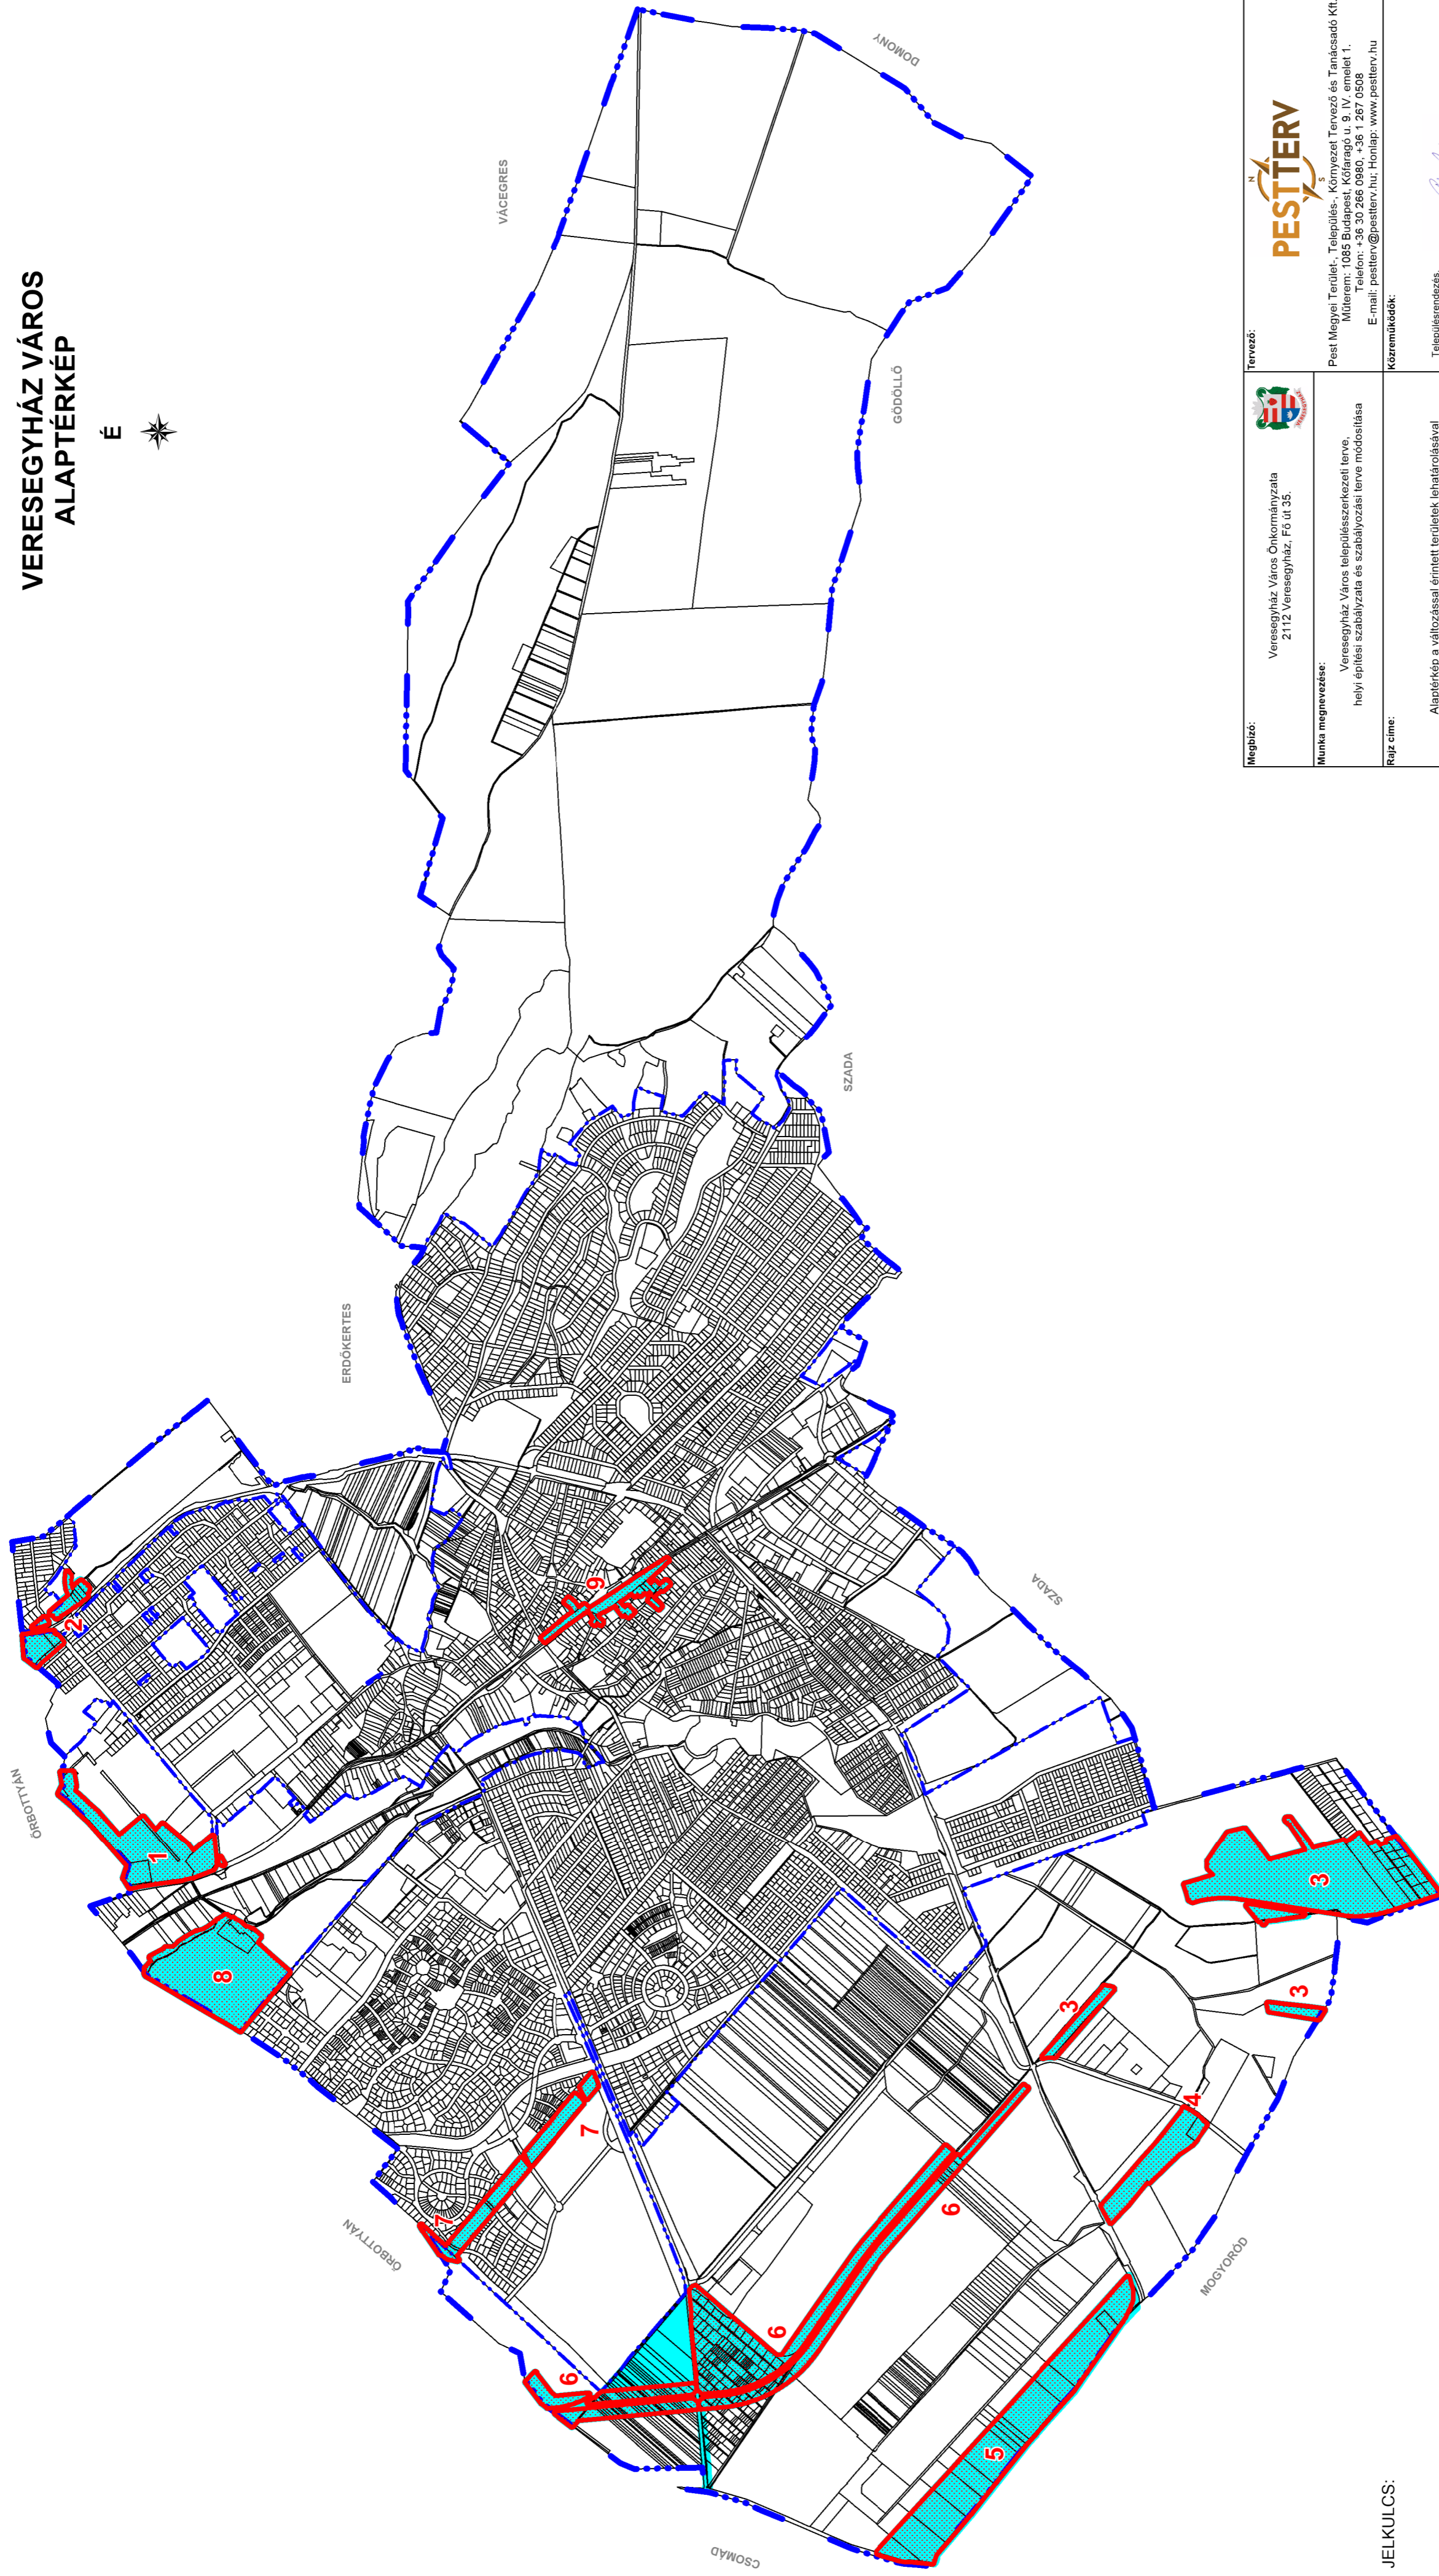 VERESEGYHÁZ VÁROS
ALAPTÉRKÉP
É
ŐRBOTTYÁN
ERDŐKERTES
VÁCEGRES
DOMONY
GÖDÖLLŐ
SZADA
SZADA
MOGYORÓD
CSOMÁD
ŐRBOTTYÁN
1
2
3
3
3
4
5
6
6
6
7
7
8
9
JELKULCS:
Megbízó:
Veresegyház Város Önkormányzata
2112 Veresegyház, Fő út 35.
VERESEGYHÁZ
Munka megnevezése:
Veresegyház Város településszerkezeti terve,
helyi építési szabályzata és szabályozási terve módosítása
Rajz címe:
Alaptérkép a változással érintett területek lehatárolásával
Tervező:
N
PESTTERV
S
Pest Megyei Terület-, Település-, Környezet Tervező és Tanácsadó Kft.
Műterem: 1085 Budapest, Kőfaragó u. 9. IV. emelet 1.
Telefon: +36 30 266 0980, +36 1 267 0508
E-mail: pestterv@pestterv.hu; Honlap: www.pestterv.hu
Közreműködők:
Településrendezés,